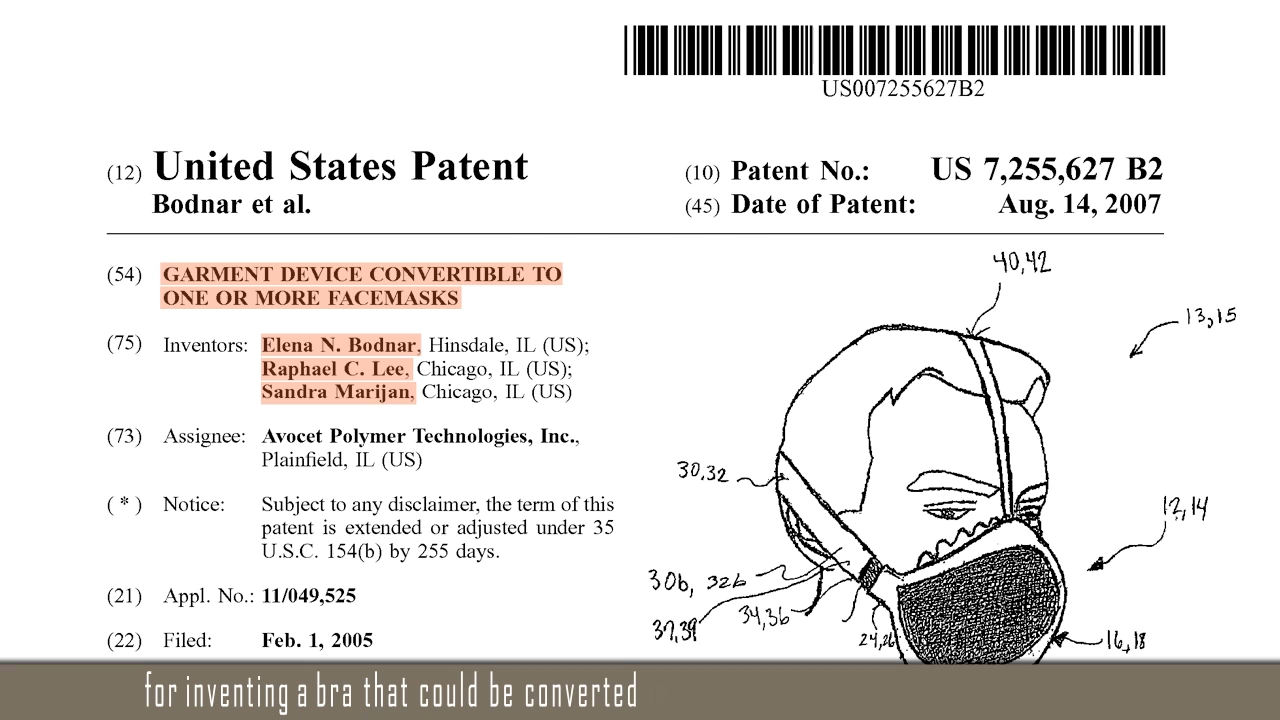 US007255627B2
(12) United States Patent
Bodnar et al.
(10) Patent No.: US 7,255,627 B2
(45) Date of Patent: Aug. 14, 2007
(54) GARMENT DEVICE CONVERTIBLE TO
ONE OR MORE FACEMASKS
(75) Inventors: Elena N. Bodnar, Hinsdale, IL (US);
Raphael C. Lee, Chicago, IL (US);
Sandra Marijan, Chicago, IL (US)
(73) Assignee: Avocet Polymer Technologies, Inc.,
Plainfield, IL (US)
( * ) Notice: Subject to any disclaimer, the term of this
patent is extended or adjusted under 35
U.S.C. 154(b) by 255 days.
(21) Appl. No.: 11/049,525
(22) Filed: Feb. 1, 2005
40,42
13,15
30,32
12,14
30b, 32b
34,36
37,39
24,26
16,18
for inventing a bra that could be converted